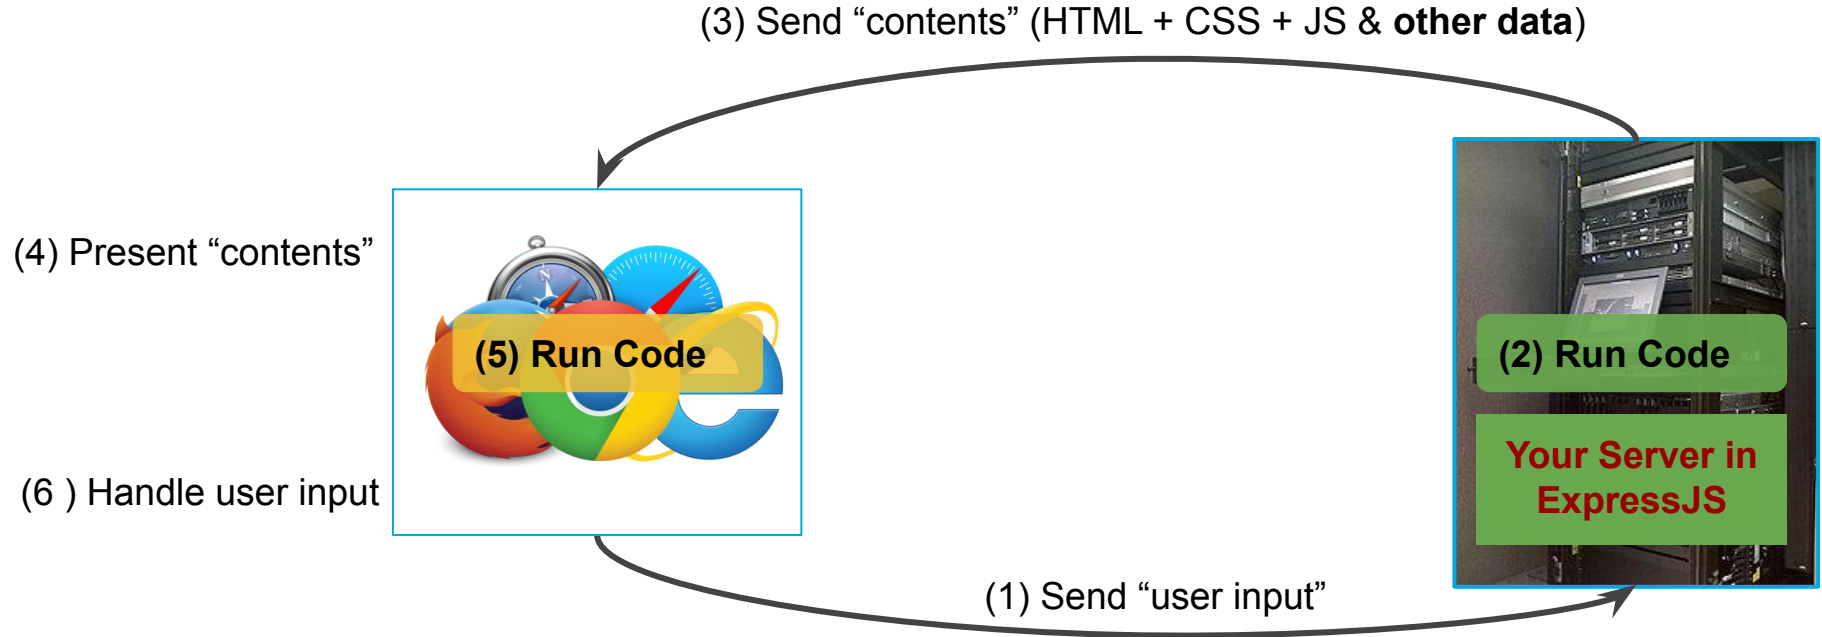 (3) Send “contents” (HTML + CSS + JS & other data)
(4) Present “contents”
(5) Run Code
(2) Run Code
Your Server in
ExpressJS
(6 ) Handle user input
(1) Send “user input”